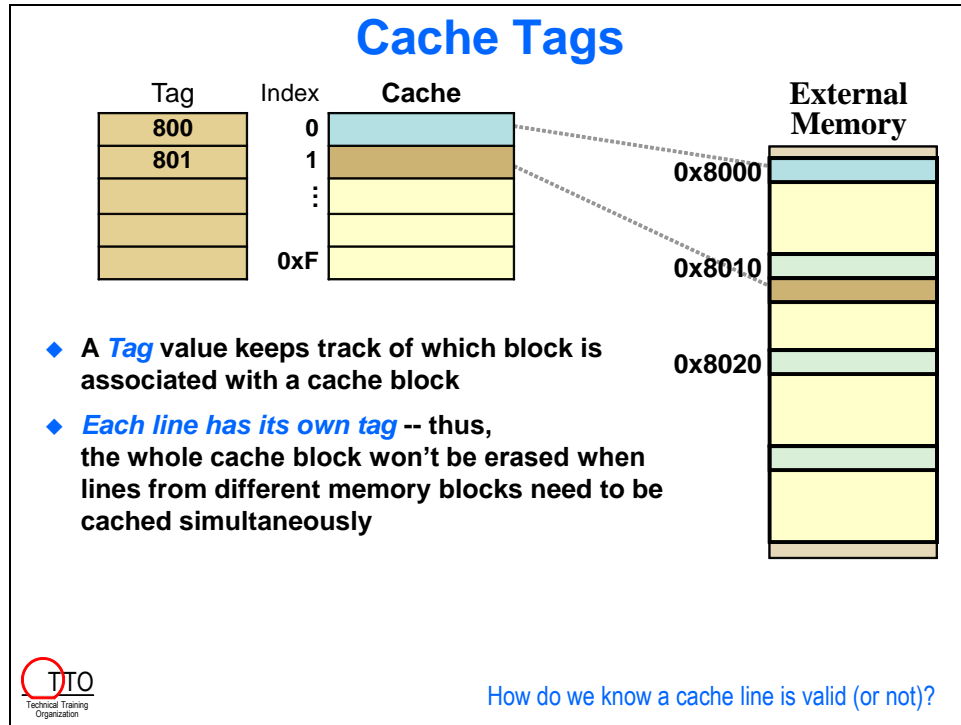 Cache Tags
Tag Index Cache
External
Memory
800 0
801 1
⋮
0xF
0x8000
0x8010
0x8020
◆ A Tag value keeps track of which block is
associated with a cache block
◆ Each line has its own tag -- thus,
the whole cache block won't be erased when
lines from different memory blocks need to be
cached simultaneously
TTO
Technical Training
Organization
How do we know a cache line is valid (or not)?